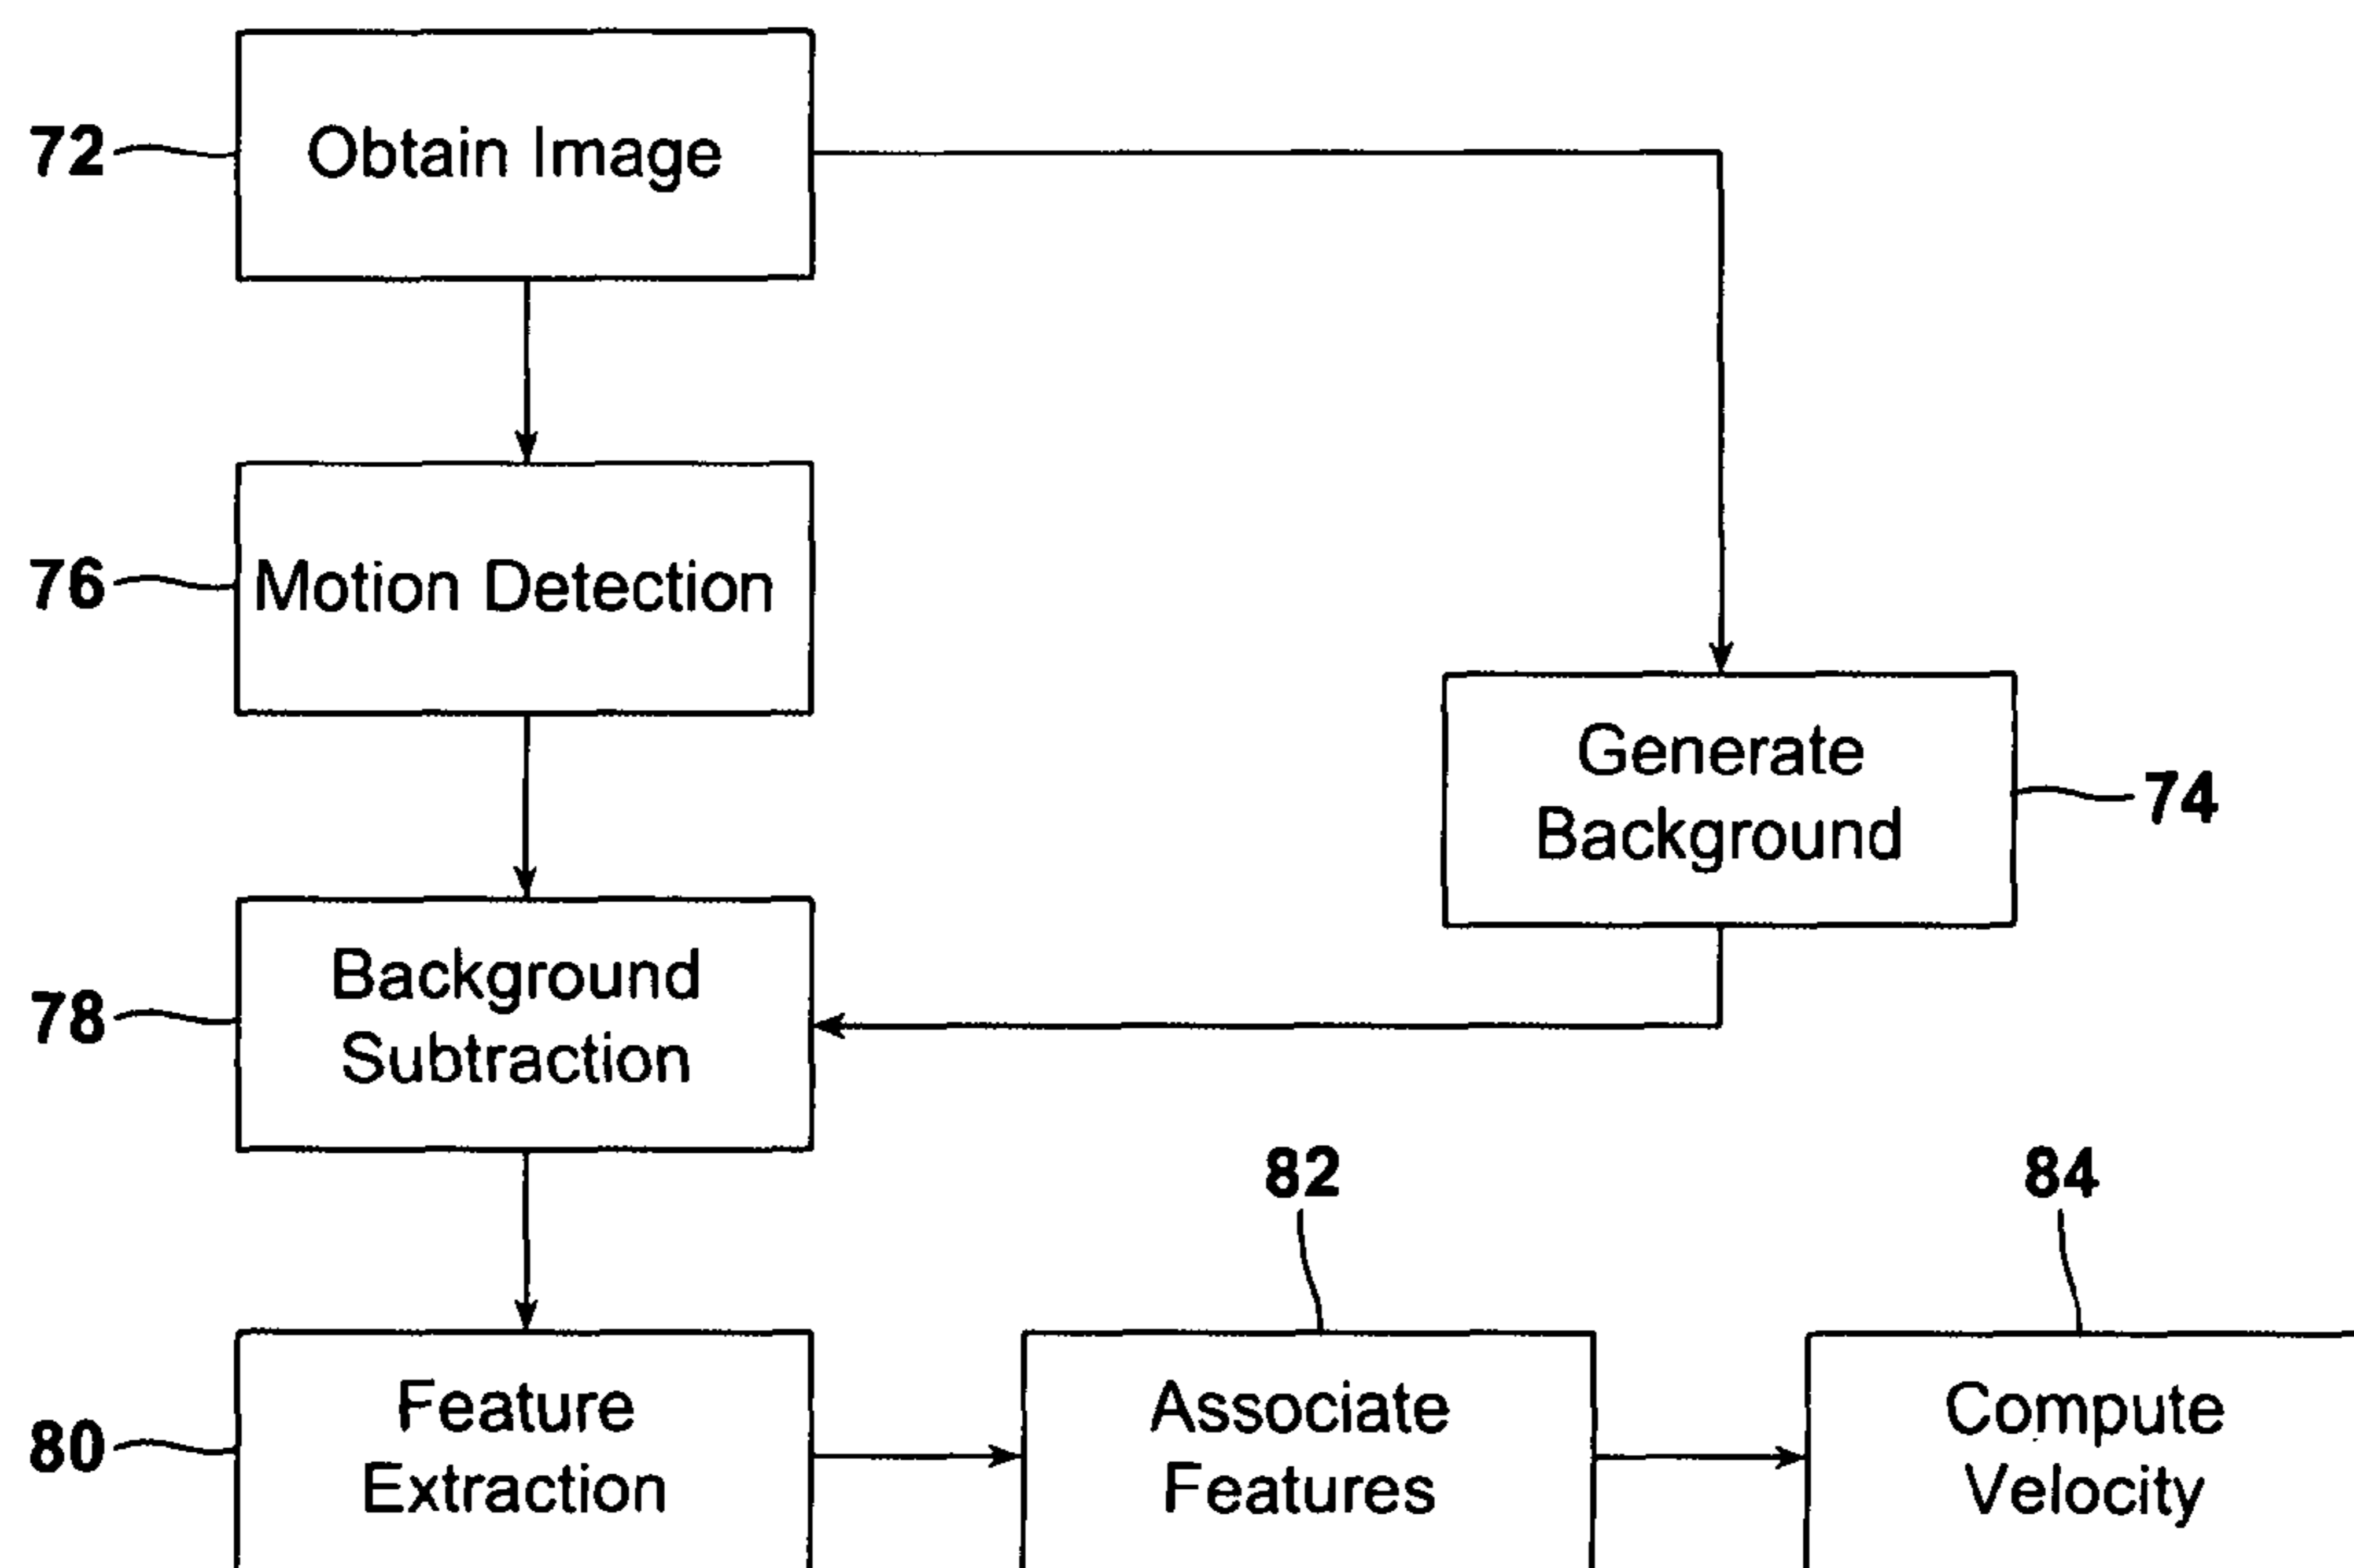 72
Obtain Image
76
Motion Detection
Generate
Background
74
78
Background
Subtraction
82
84
80
Feature
Extraction
Associate
Features
Compute
Velocity